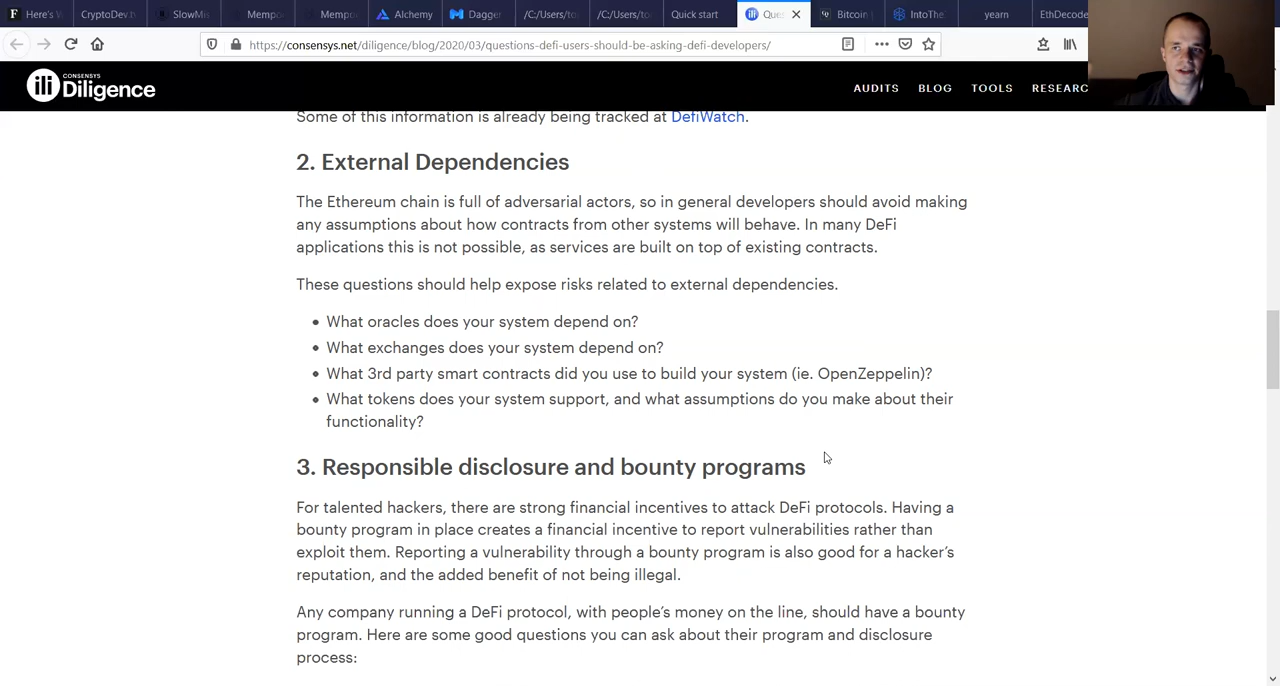 Here's W
CryptoDev.t
SlowMis
Mempo
Mempo
Alchemy
Dagger
/C:/Users/to
/C:/Users/to
Quick start
Que
Bitcoin
IntoThe
yearn
EthDecode
https://consensys.net/diligence/blog/2020/03/questions-defi-users-should-be-asking-defi-developers/
CONSENSYS
Diligence
AUDITS BLOG TOOLS RESEARC
Some of this information is already being tracked at DefiWatch.
2. External Dependencies
The Ethereum chain is full of adversarial actors, so in general developers should avoid making
any assumptions about how contracts from other systems will behave. In many DeFi
applications this is not possible, as services are built on top of existing contracts.
These questions should help expose risks related to external dependencies.
• What oracles does your system depend on?
• What exchanges does your system depend on?
• What 3rd party smart contracts did you use to build your system (ie. OpenZeppelin)?
• What tokens does your system support, and what assumptions do you make about their
functionality?
3. Responsible disclosure and bounty programs
For talented hackers, there are strong financial incentives to attack DeFi protocols. Having a
bounty program in place creates a financial incentive to report vulnerabilities rather than
exploit them. Reporting a vulnerability through a bounty program is also good for a hacker's
reputation, and the added benefit of not being illegal.
Any company running a DeFi protocol, with people's money on the line, should have a bounty
program. Here are some good questions you can ask about their program and disclosure
process: